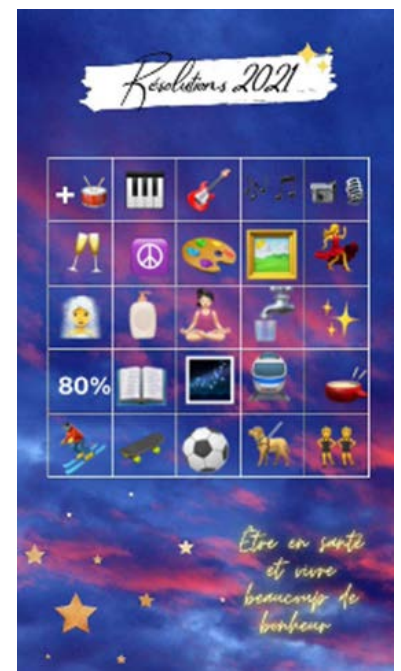 Résolutions 2021
+
80%
Être en santé
et vivre
beaucoup de
bonheur